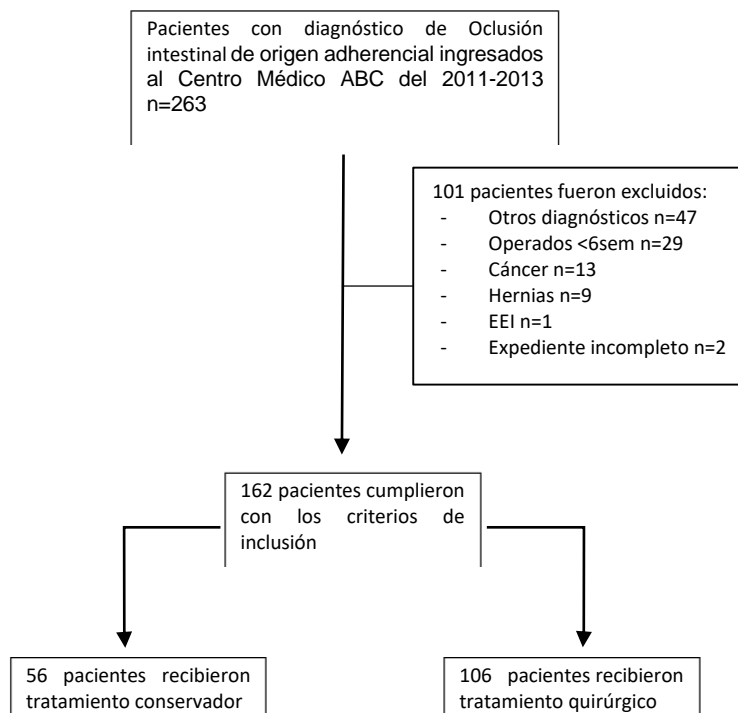 Pacientes con diagnóstico de Oclusión
intestinal de origen adherencial ingresados
al Centro Médico ABC del 2011-2013
n=263
101 pacientes fueron excluidos:
- Otros diagnósticos n=47
- Operados <6sem n=29
- Cáncer n=13
- Hernias n=9
- EEI n=1
- Expediente incompleto n=2
162 pacientes cumplieron
con los criterios de
inclusión
56 pacientes recibieron
tratamiento conservador
106 pacientes recibieron
tratamiento quirúrgico